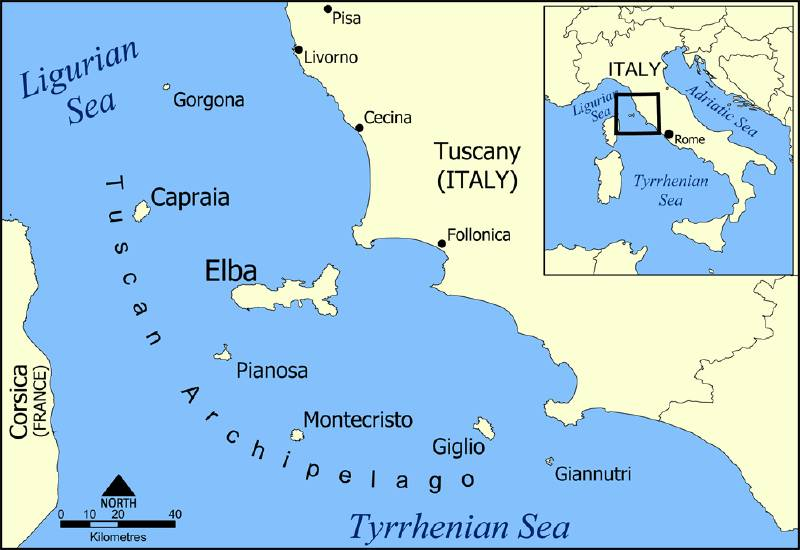 Pisa
Livorno
Ligurian
Sea
Gorgona
Cecina
Tuscany
(ITALY)
Capraia
Follonica
Elba
Tuscan Archipelago
Pianosa
Corsica
(FRANCE)
Montecristo
Giglio
Giannutri
NORTH
0 10 20 40
Kilometres
Tyrrhenian Sea
ITALY
Ligurian
Sea
Adriatic Sea
Rome
Tyrrhenian
Sea